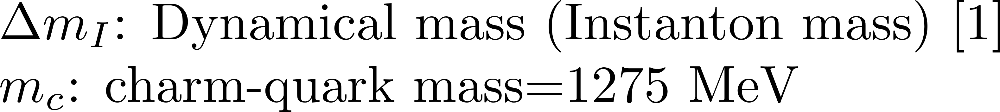 Δm_I: Dynamical mass (Instanton mass) [1]
m_c: charm-quark mass=1275 MeV